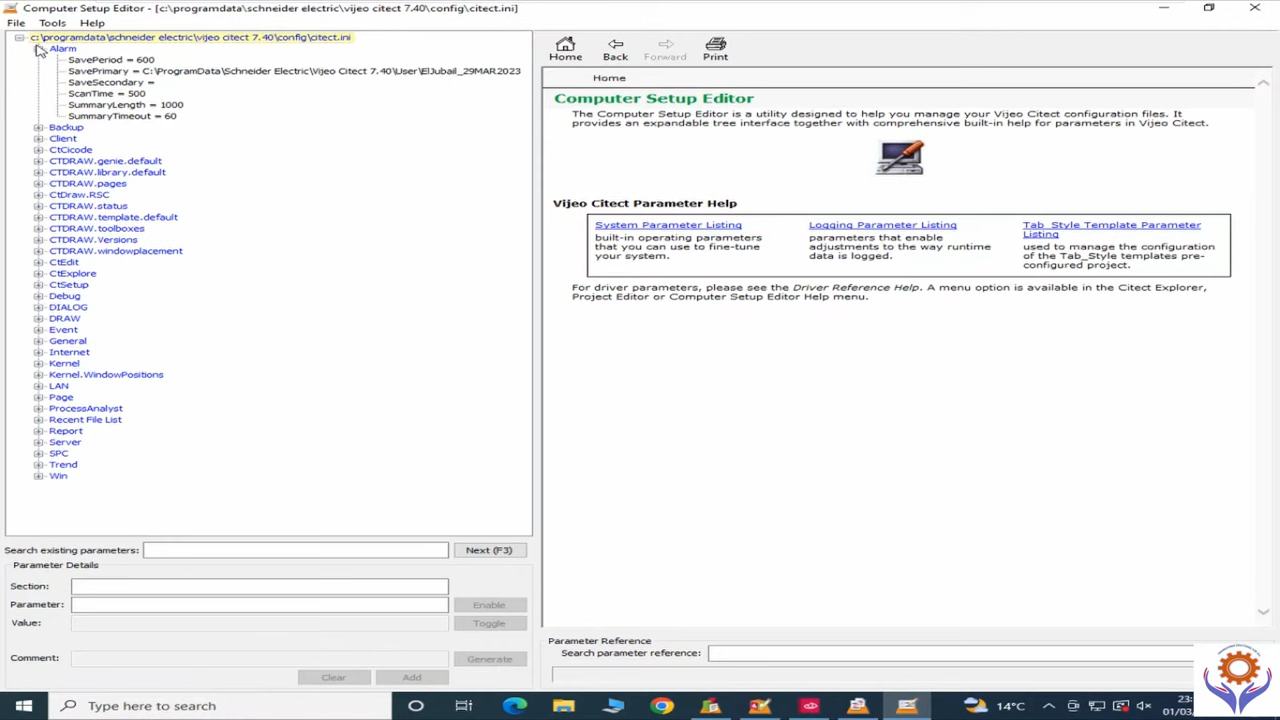 Computer Setup Editor - [c:\programdata\schneider electric\vijeo citect 7.40\config\citect.ini]
File Tools Help
c:\programdata\schneider electric\vijeo citect 7.40\config\citect.ini
Alarm
SavePeriod = 600
SavePrimary = C:\ProgramData\Schneider Electric\Vijeo Citect 7.40\User\ElJubail_29MAR2023
SaveSecondary =
ScanTime = 500
SummaryLength = 1000
SummaryTimeout = 60
Backup
Client
CtCicode
CTDRAW.genie.default
CTDRAW.library.default
CTDRAW.pages
CtDraw.RSC
CTDRAW.status
CTDRAW.template.default
CTDRAW.toolboxes
CTDRAW.Versions
CTDRAW.windowplacement
CtEdit
CtExplore
CtSetup
Debug
DIALOG
DRAW
Event
General
Internet
Kernel
Kernel.WindowPositions
LAN
Page
ProcessAnalyst
Recent File List
Report
Server
SPC
Trend
Win
Search existing parameters:
Next (F3)
Parameter Details
Section:
Parameter:
Enable
Value:
Toggle
Comment:
Generate
Clear
Add
Home Back Forward Print
Home
Computer Setup Editor
The Computer Setup Editor is a utility designed to help you manage your Vijeo Citect configuration files. It
provides an expandable tree interface together with comprehensive built-in help for parameters in Vijeo Citect.
Vijeo Citect Parameter Help
System Parameter Listing
built-in operating parameters
that you can use to fine-tune
your system.
Logging Parameter Listing
parameters that enable
adjustments to the way runtime
data is logged.
Tab_Style Template Parameter
Listing
used to manage the configuration
of the Tab_Style templates pre-
configured project.
For driver parameters, please see the Driver Reference Help. A menu option is available in the Citect Explorer,
Project Editor or Computer Setup Editor Help menu.
Parameter Reference
Search parameter reference:
Type here to search
14°C
23:
01/03